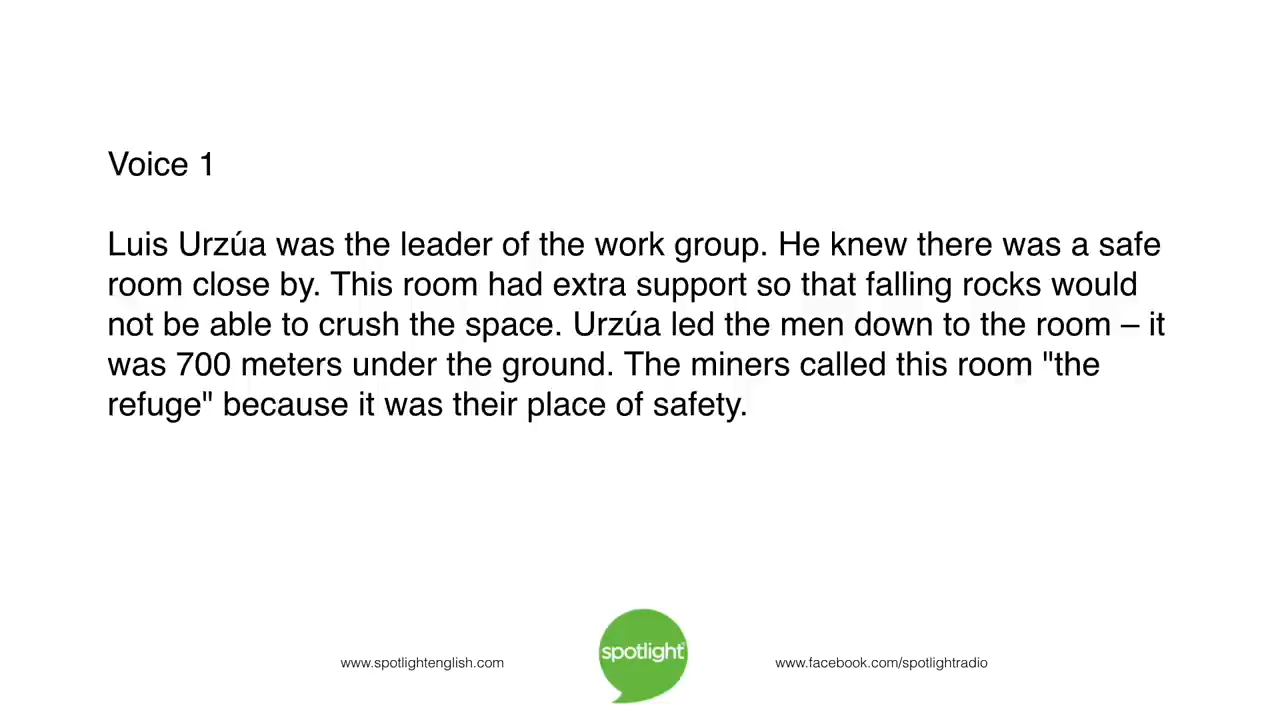 Voice 1
Luis Urzúa was the leader of the work group. He knew there was a safe
room close by. This room had extra support so that falling rocks would
not be able to crush the space. Urzúa led the men down to the room – it
was 700 meters under the ground. The miners called this room "the
refuge" because it was their place of safety.
www.spotlightenglish.com
spotlight
www.facebook.com/spotlightradio